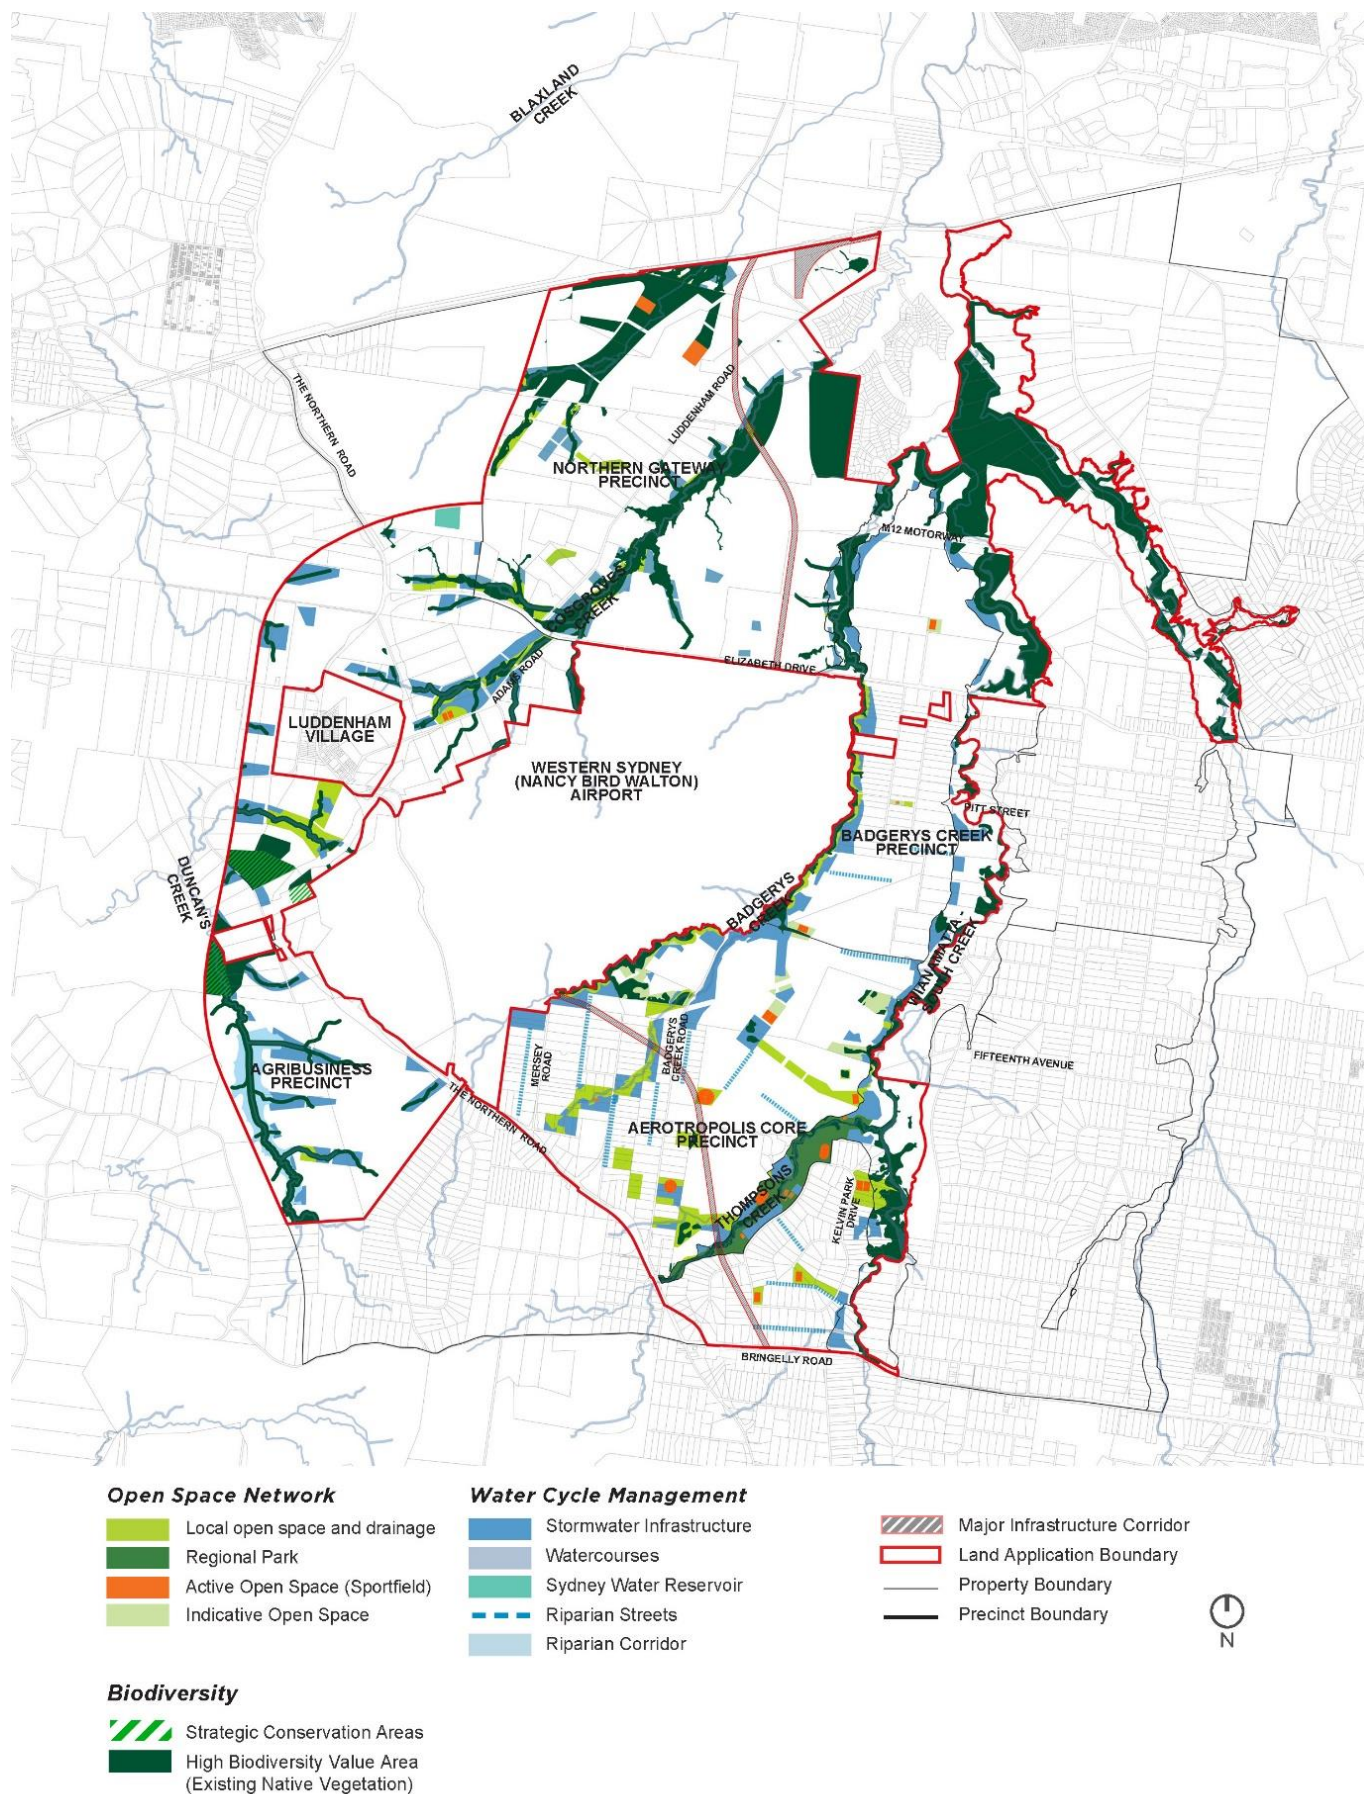 BLAXLAND
CREEK
THE NORTHERN ROAD
LUDDENHAM ROAD
NORTHERN GATEWAY
PRECINCT
M12 MOTORWAY
COSGROVES
CREEK
ELIZABETH DRIVE
ADAMS ROAD
LUDDENHAM
VILLAGE
WESTERN SYDNEY
(NANCY BIRD WALTON)
AIRPORT
PITT STREET
BADGERYS CREEK
PRECINCT
DUNCAN'S
CREEK
BADGERYS
CREEK
WIANAMATTA -
SOUTH CREEK
MERSEY
ROAD
BADGERYS
CREEK ROAD
FIFTEENTH AVENUE
AGRIBUSINESS
PRECINCT
THE NORTHERN ROAD
AEROTROPOLIS CORE
PRECINCT
THOMPSONS
CREEK
KELVIN PARK
DRIVE
BRINGELLY ROAD
Open Space Network
Local open space and drainage
Regional Park
Active Open Space (Sportfield)
Indicative Open Space
Water Cycle Management
Stormwater Infrastructure
Watercourses
Sydney Water Reservoir
Riparian Streets
Riparian Corridor
Major Infrastructure Corridor
Land Application Boundary
Property Boundary
Precinct Boundary
N
Biodiversity
Strategic Conservation Areas
High Biodiversity Value Area
(Existing Native Vegetation)